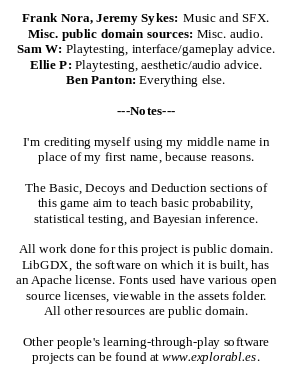 Frank Nora, Jeremy Sykes: Music and SFX.
Misc. public domain sources: Misc. audio.
Sam W: Playtesting, interface/gameplay advice.
Ellie P: Playtesting, aesthetic/audio advice.
Ben Panton: Everything else.
---Notes---
I'm crediting myself using my middle name in
place of my first name, because reasons.
The Basic, Decoys and Deduction sections of
this game aim to teach basic probability,
statistical testing, and Bayesian inference.
All work done for this project is public domain.
LibGDX, the software on which it is built, has
an Apache license. Fonts used have various open
source licenses, viewable in the assets folder.
All other resources are public domain.
Other people's learning-through-play software
projects can be found at www.explorabl.es.